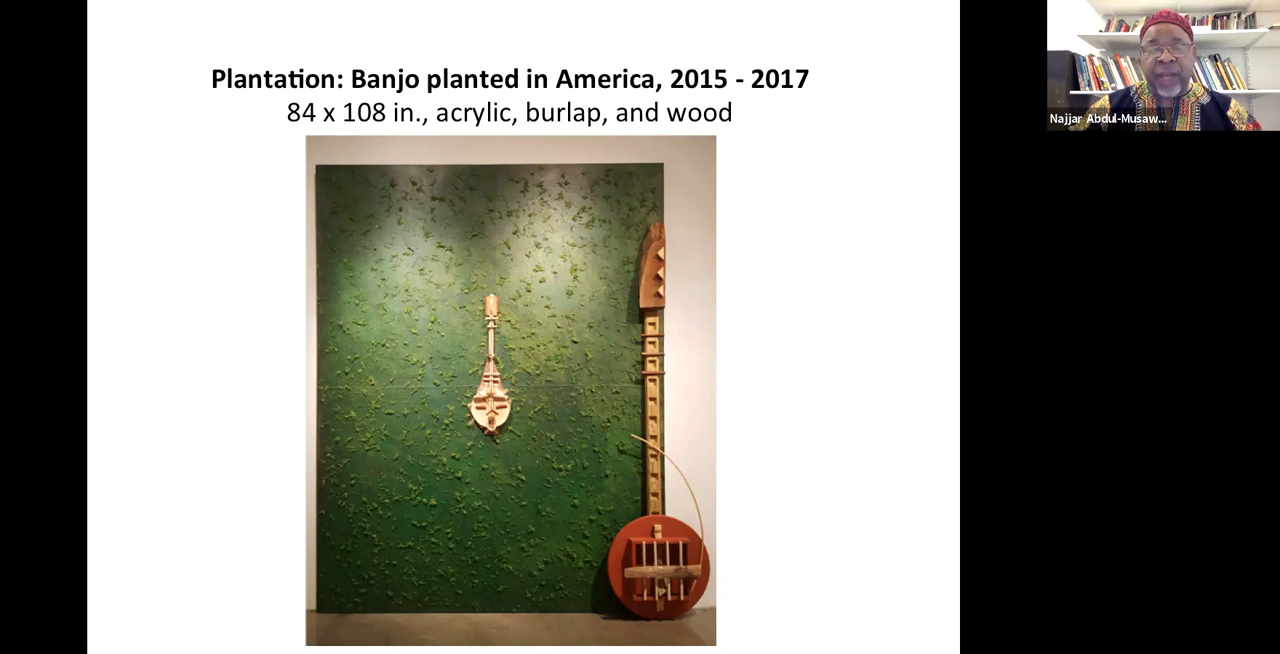 Plantation: Banjo planted in America, 2015 - 2017
84 x 108 in., acrylic, burlap, and wood
Najjar Abdul-Musaw...